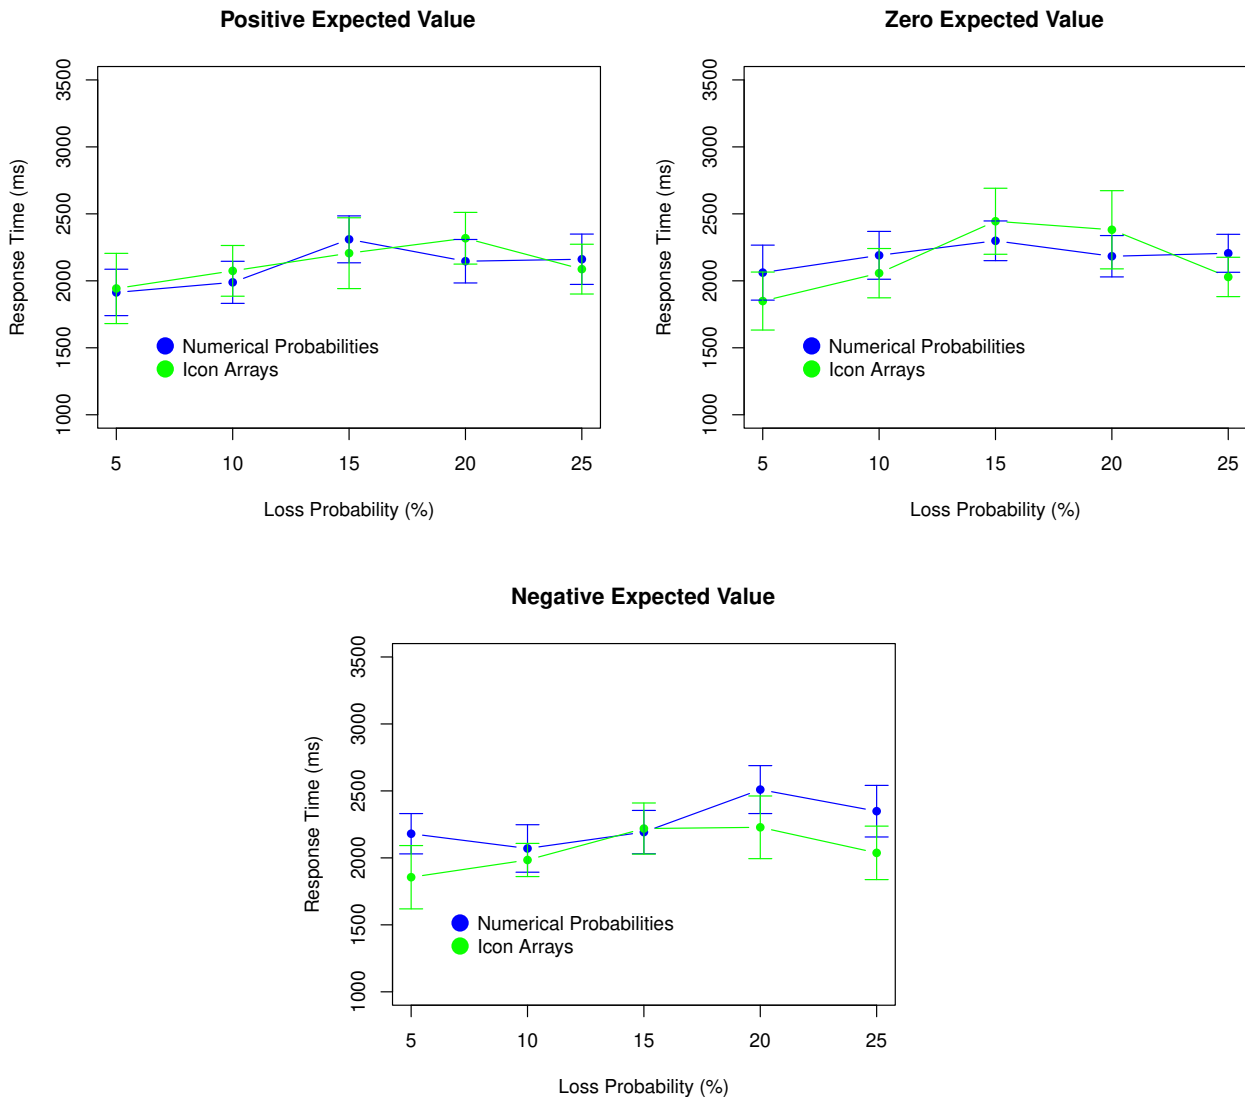 Positive Expected Value
Response Time (ms)
3500
3000
2500
2000
1500
1000
Numerical Probabilities
Icon Arrays
5 10 15 20 25
Loss Probability (%)
Zero Expected Value
Response Time (ms)
3500
3000
2500
2000
1500
1000
Numerical Probabilities
Icon Arrays
5 10 15 20 25
Loss Probability (%)
Negative Expected Value
Response Time (ms)
3500
3000
2500
2000
1500
1000
Numerical Probabilities
Icon Arrays
5 10 15 20 25
Loss Probability (%)